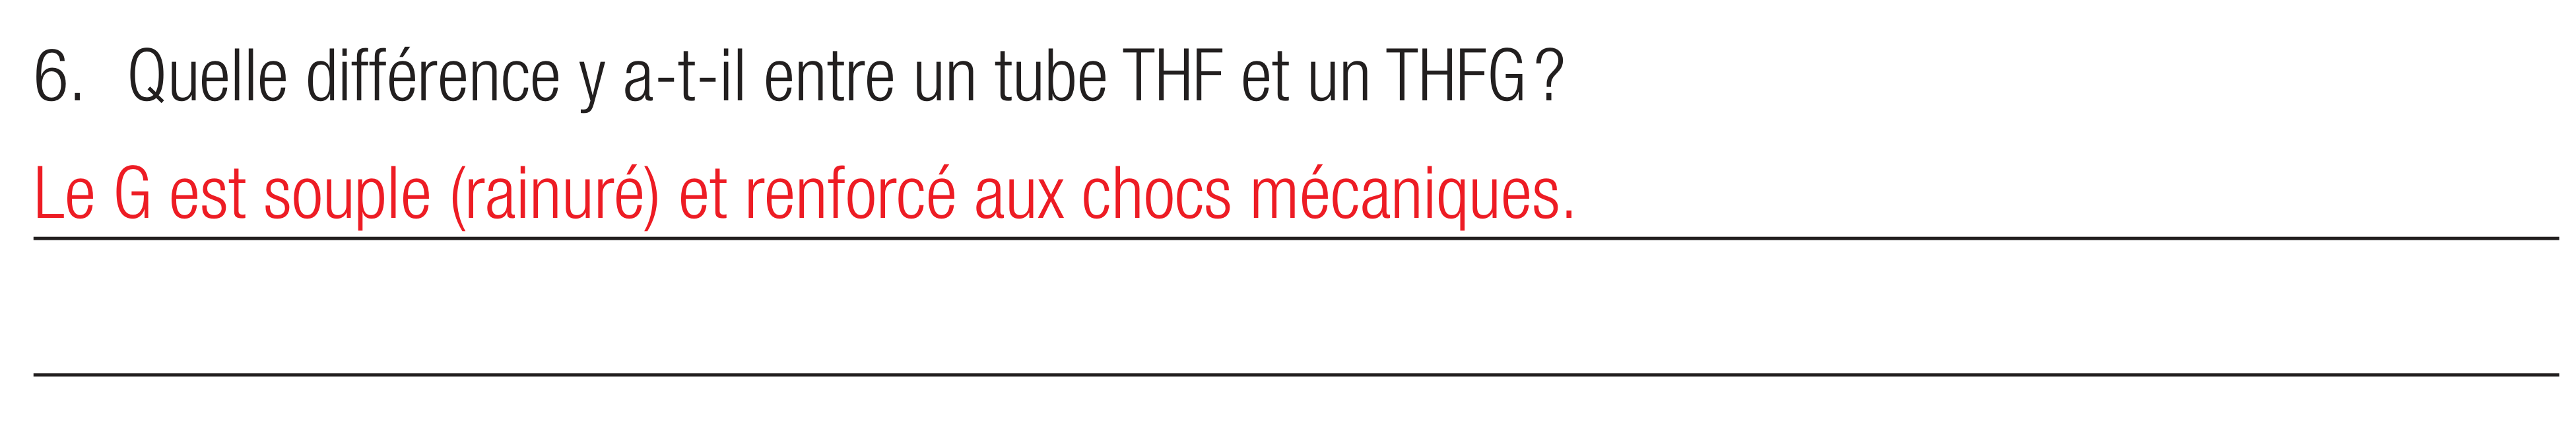 6. Quelle différence y a-t-il entre un tube THF et un THFG ?
Le G est souple (rainuré) et renforcé aux chocs mécaniques.